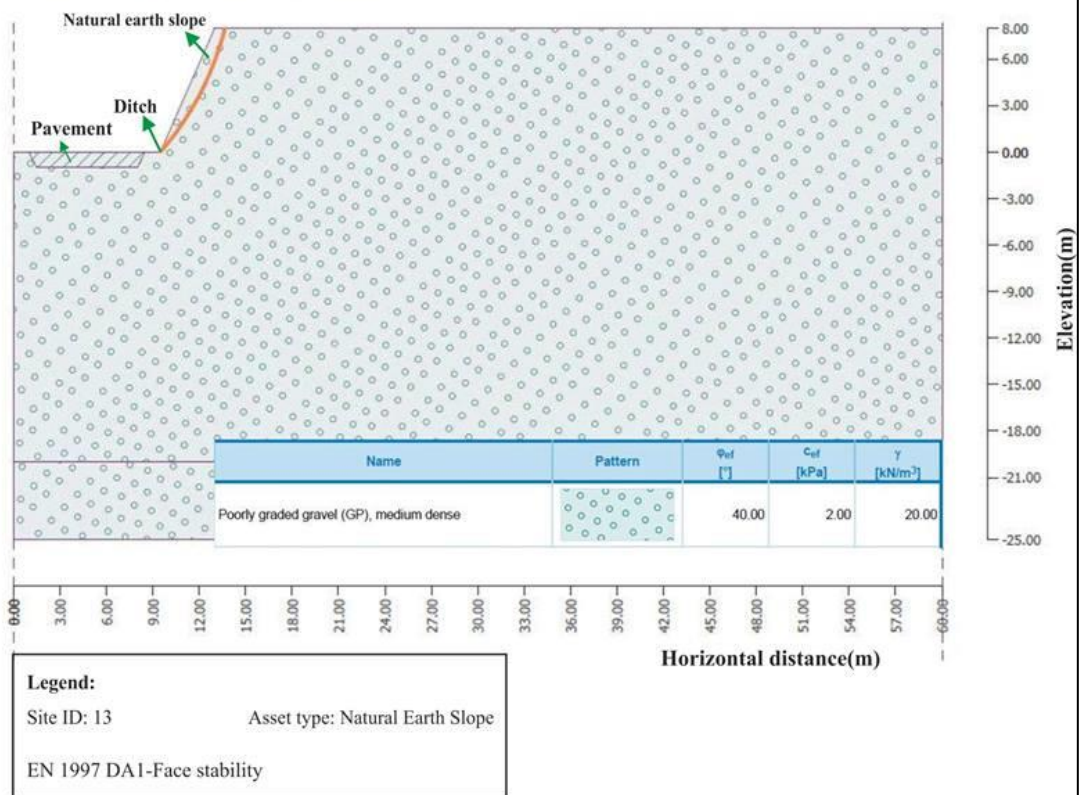 Natural earth slope
Ditch
Pavement
8.00
6.00
3.00
0.00
-3.00
-6.00
-9.00
-12.00
-15.00
-18.00
-21.00
-25.00
Elevation(m)
Name Pattern φef [°] cef [kPa] γ [kN/m³]
Poorly graded gravel (GP), medium dense 40.00 2.00 20.00
0.00 3.00 6.00 9.00 12.00 15.00 18.00 21.00 24.00 27.00 30.00 33.00 36.00 39.00 42.00 45.00 48.00 51.00 54.00 57.00 60.00
Horizontal distance(m)
Legend:
Site ID: 13 Asset type: Natural Earth Slope
EN 1997 DA1-Face stability